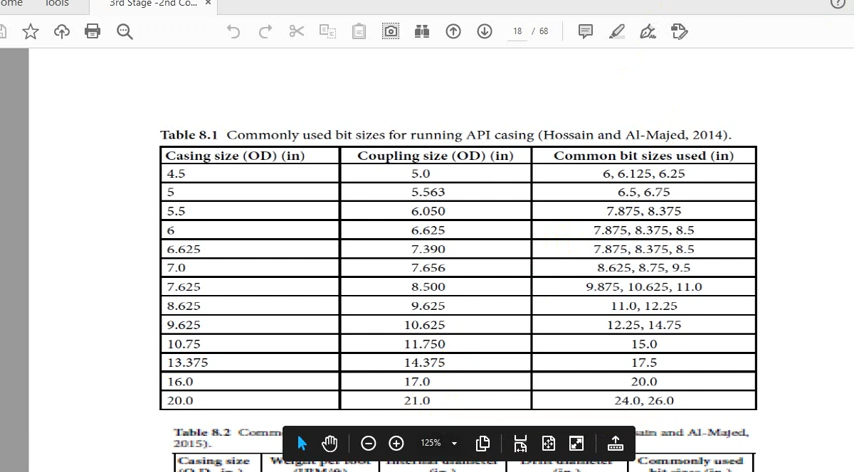 Tools
3rd Stage -2nd Co... ×
18 / 68
Table 8.1 Commonly used bit sizes for running API casing (Hossain and Al-Majed, 2014).
Casing size (OD) (in) Coupling size (OD) (in) Common bit sizes used (in)
4.5 5.0 6, 6.125, 6.25
5 5.563 6.5, 6.75
5.5 6.050 7.875, 8.375
6 6.625 7.875, 8.375, 8.5
6.625 7.390 7.875, 8.375, 8.5
7.0 7.656 8.625, 8.75, 9.5
7.625 8.500 9.875, 10.625, 11.0
8.625 9.625 11.0, 12.25
9.625 10.625 12.25, 14.75
10.75 11.750 15.0
13.375 14.375 17.5
16.0 17.0 20.0
20.0 21.0 24.0, 26.0
Table 8.2 and Al-Majed,
2015).
125%
Casing size Weight per foot Commonly used